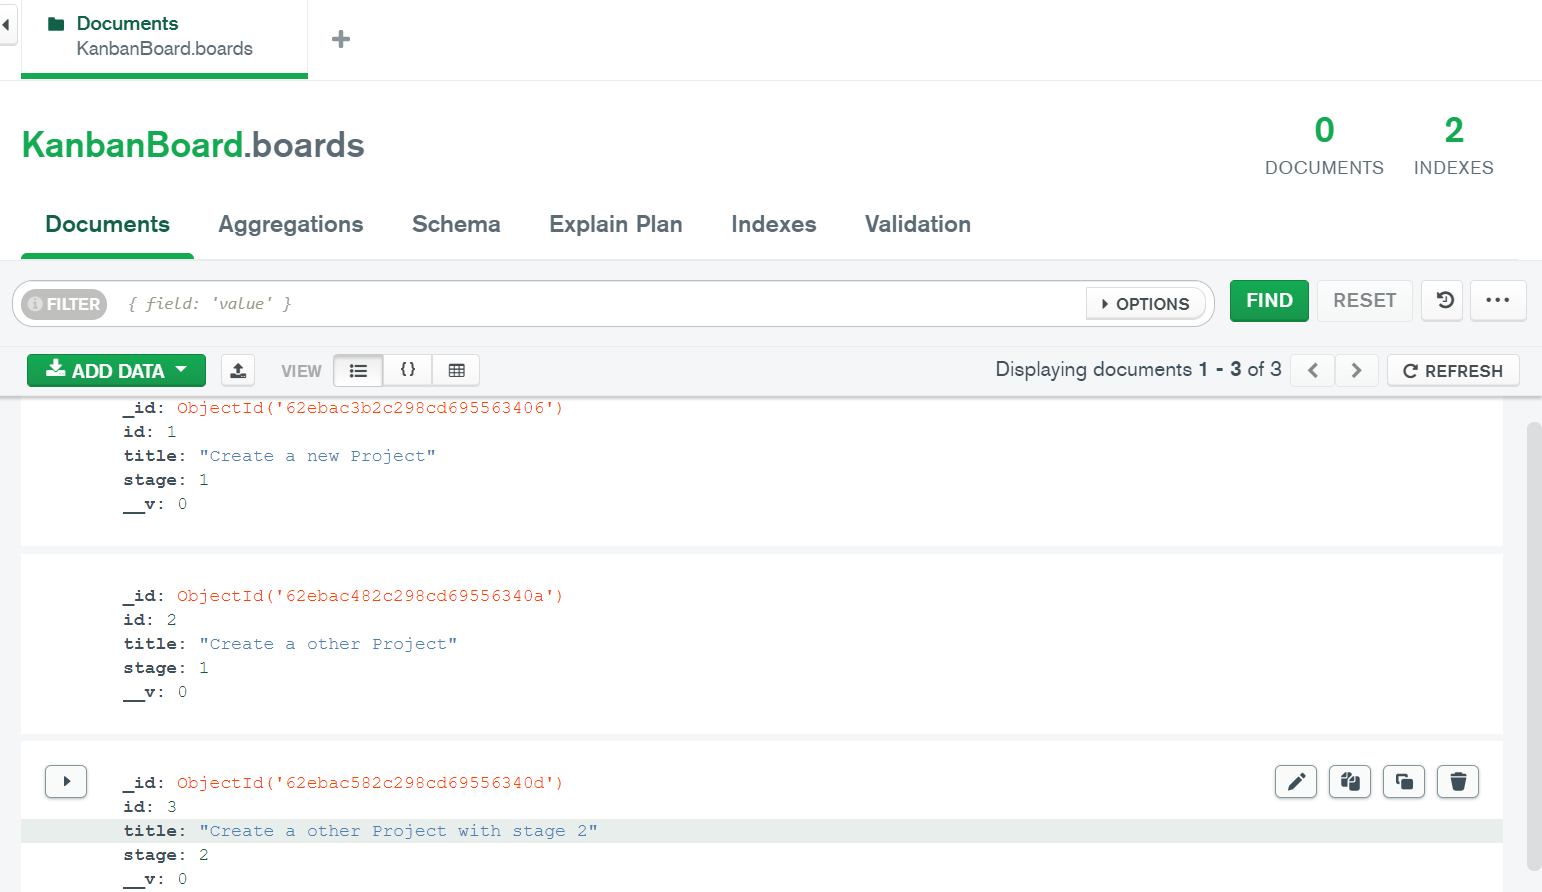 Documents
KanbanBoard.boards
KanbanBoard.boards
0
DOCUMENTS
2
INDEXES
Documents Aggregations Schema Explain Plan Indexes Validation
FILTER { field: 'value' } OPTIONS FIND RESET
ADD DATA VIEW { } Displaying documents 1 - 3 of 3 REFRESH
_id: ObjectId('62ebac3b2c298cd695563406')
id: 1
title: "Create a new Project"
stage: 1
__v: 0
_id: ObjectId('62ebac482c298cd69556340a')
id: 2
title: "Create a other Project"
stage: 1
__v: 0
_id: ObjectId('62ebac582c298cd69556340d')
id: 3
title: "Create a other Project with stage 2"
stage: 2
__v: 0